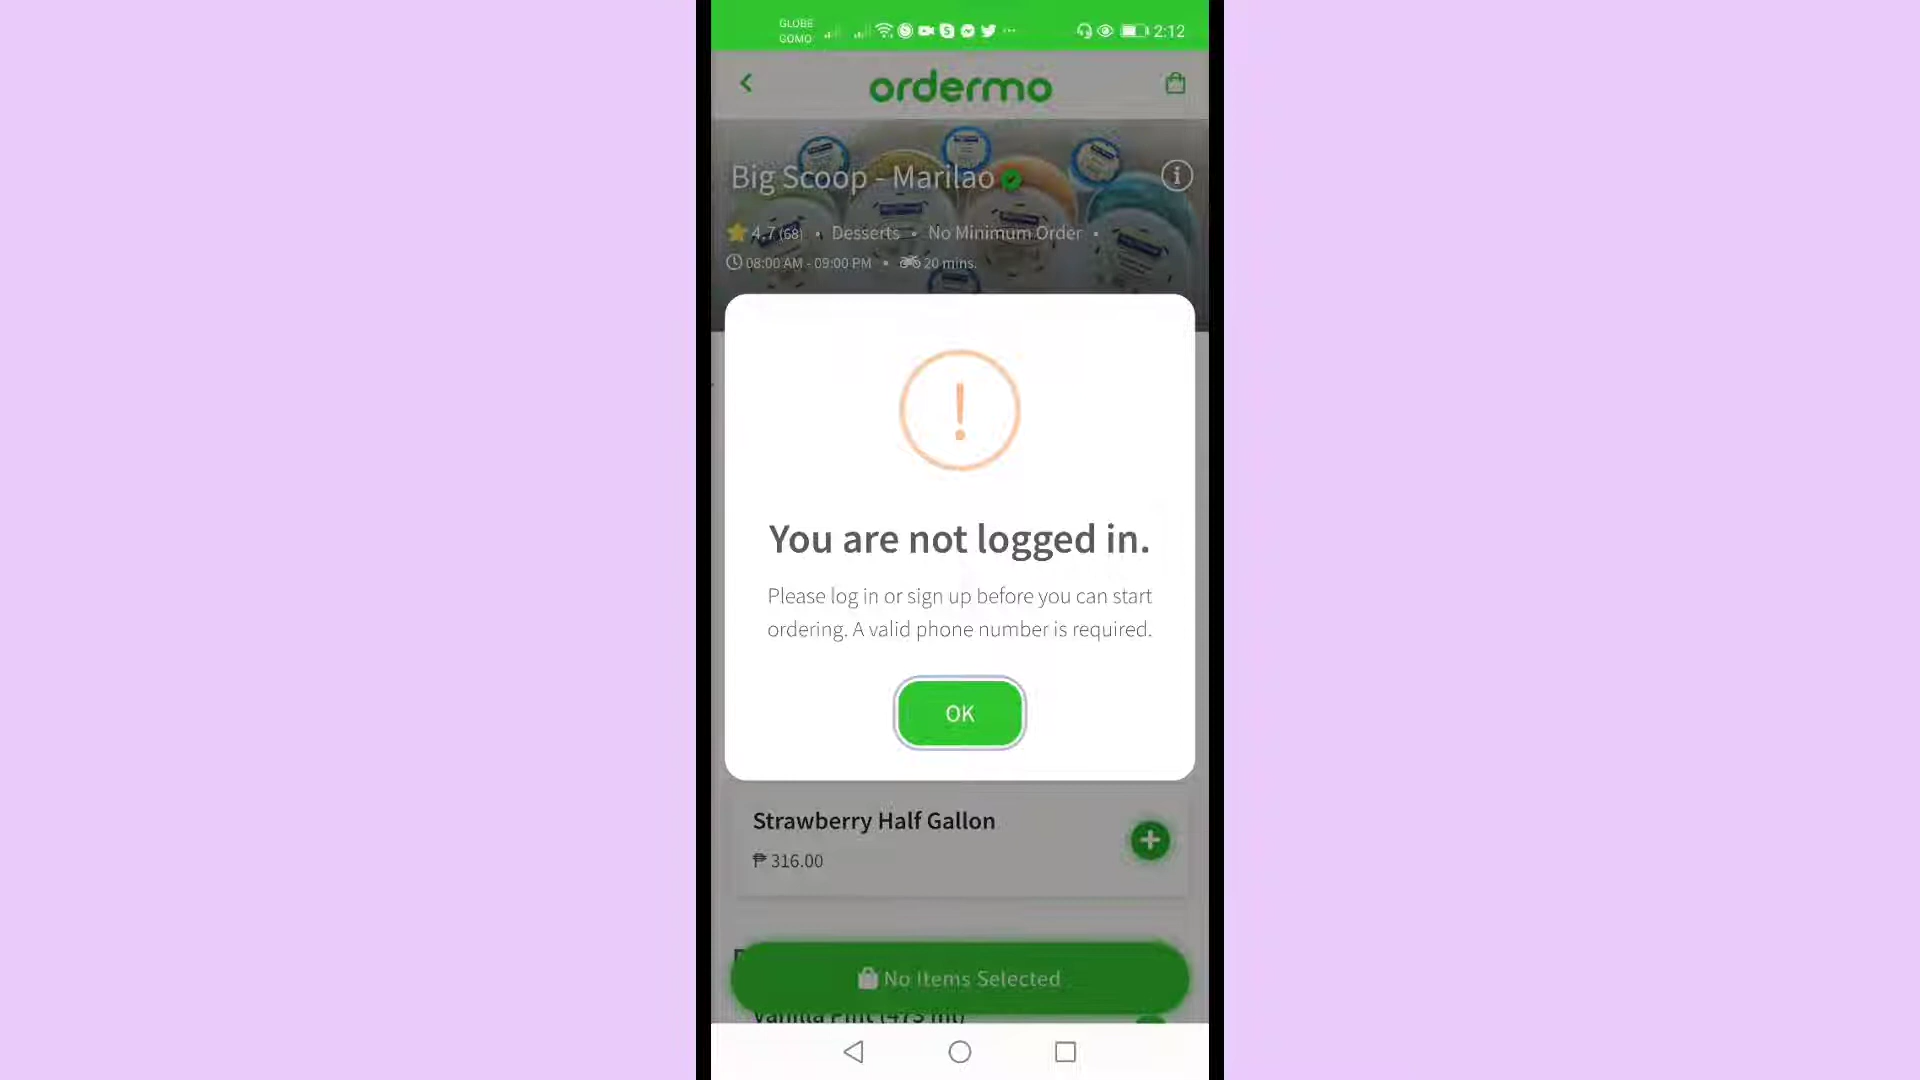 GLOBE
GOMO
2:12
ordermo
Big Scoop - Marilao
4.7 (68) • Desserts • No Minimum Order •
08:00 AM - 09:00 PM • 20 mins.
You are not logged in.
Please log in or sign up before you can start
ordering. A valid phone number is required.
OK
Strawberry Half Gallon
₱ 316.00
No Items Selected
Vanilla Pint (473 ml)